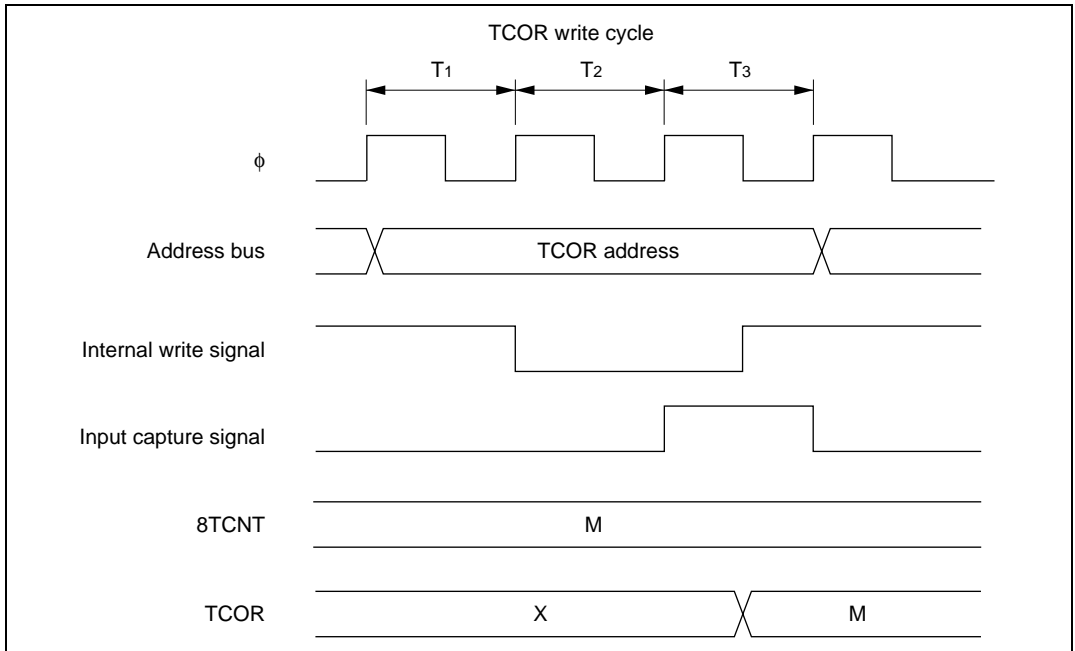 TCOR write cycle
T1 T2 T3
ϕ
Address bus TCOR address
Internal write signal
Input capture signal
8TCNT M
TCOR X M